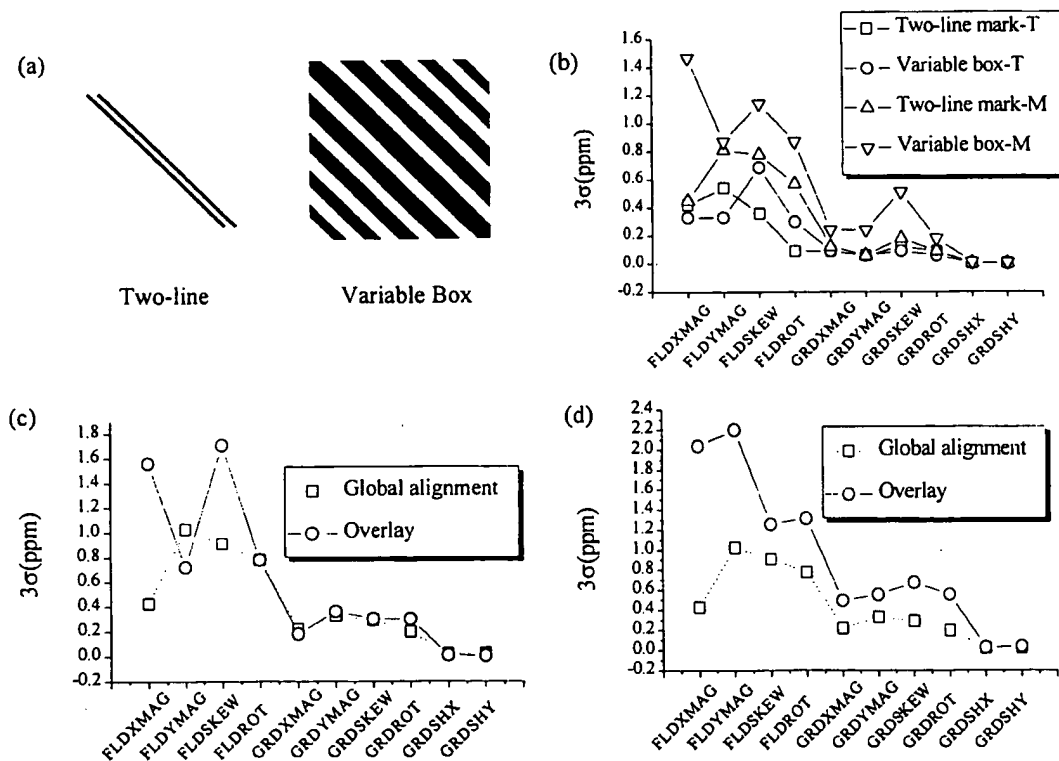 (a)
Two-line
Variable Box
(b)
Two-line mark-T
Variable box-T
Two-line mark-M
Variable box-M
1.6
1.4
1.2
1.0
0.8
0.6
0.4
0.2
0.0
-0.2
3σ(ppm)
FLDXMAG
FLDYMAG
FLDSKEW
FLDROT
GRDXMAG
GRDYMAG
GRDSKEW
GRDROT
GRDSHX
GRDSHY
(c)
Global alignment
Overlay
1.8
1.6
1.4
1.2
1.0
0.8
0.6
0.4
0.2
0.0
-0.2
3σ(ppm)
FLDXMAG
FLDYMAG
FLDSKEW
FLDROT
GRDXMAG
GRDYMAG
GRDSKEW
GRDROT
GRDSHX
GRDSHY
(d)
Global alignment
Overlay
2.4
2.2
2.0
1.8
1.6
1.4
1.2
1.0
0.8
0.6
0.4
0.2
0.0
-0.2
3σ(ppm)
FLDXMAG
FLDYMAG
FLDSKEW
FLDROT
GRDXMAG
GRDYMAG
GRDSKEW
GRDROT
GRDSHX
GRDSHY